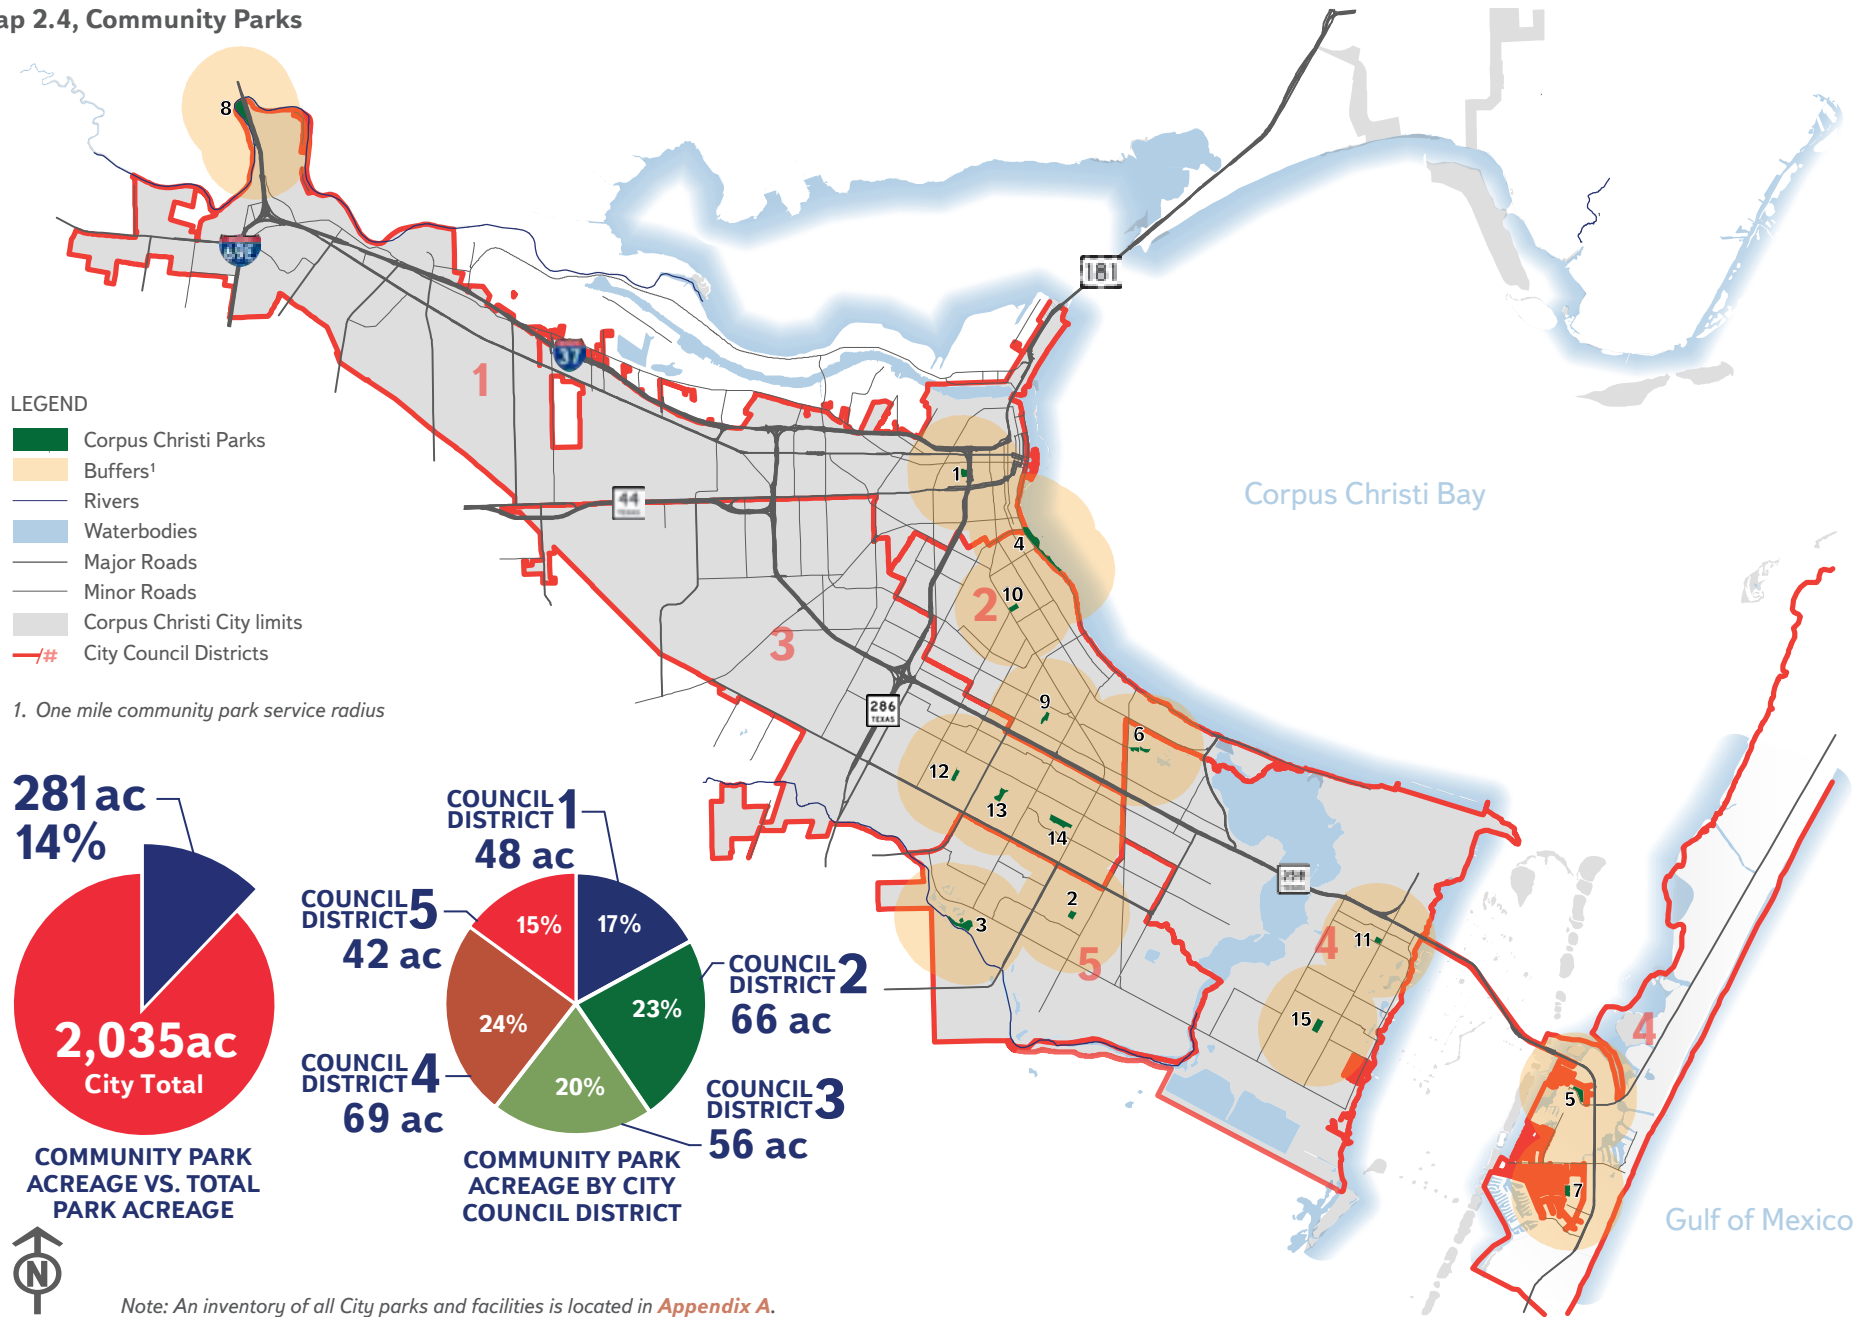 ap 2.4, Community Parks
8
69E
181
1
37
LEGEND
Corpus Christi Parks
Buffers¹
Rivers
Waterbodies
Major Roads
Minor Roads
Corpus Christi City limits
/# City Council Districts
1. One mile community park service radius
44
TEXAS
1
Corpus Christi Bay
4
10
2
3
9
286
TEXAS
6
12
13
14
2
3
5
11
4
15
4
5
7
Gulf of Mexico
281ac
14%
2,035ac
City Total
COMMUNITY PARK
ACREAGE VS. TOTAL
PARK ACREAGE
COUNCIL
DISTRICT 1
48 ac
COUNCIL
DISTRICT 5
42 ac
15%
17%
COUNCIL
DISTRICT 2
66 ac
24%
23%
20%
COUNCIL
DISTRICT 4
69 ac
COUNCIL
DISTRICT 3
56 ac
COMMUNITY PARK
ACREAGE BY CITY
COUNCIL DISTRICT
N
Note: An inventory of all City parks and facilities is located in Appendix A.